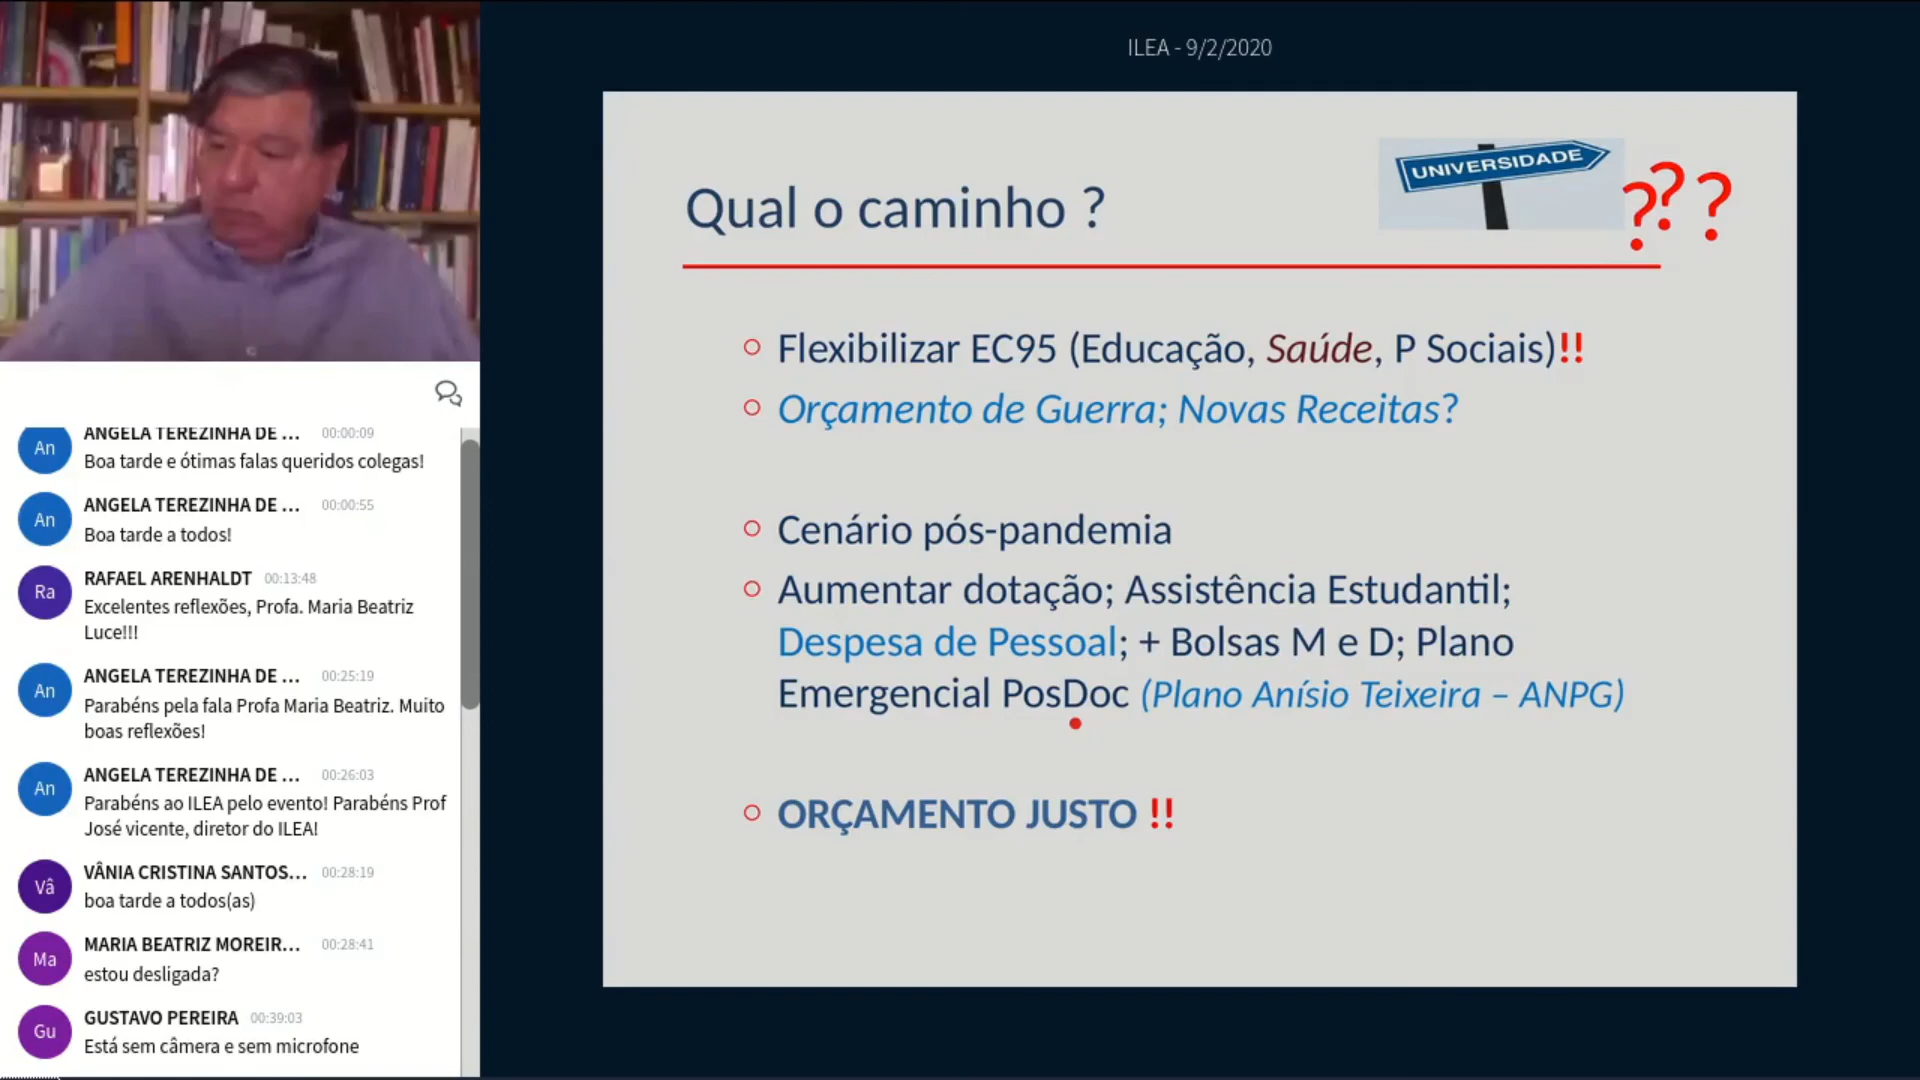 ILEA - 9/2/2020
UNIVERSIDADE
???
Qual o caminho ?
Flexibilizar EC95 (Educação, Saúde, P Sociais)!!
Orçamento de Guerra; Novas Receitas?
Cenário pós-pandemia
Aumentar dotação; Assistência Estudantil;
Despesa de Pessoal; + Bolsas M e D; Plano
Emergencial PosDoc (Plano Anísio Teixeira – ANPG)
ORÇAMENTO JUSTO !!
An
ANGELA TEREZINHA DE ... 00:00:09
Boa tarde e ótimas falas queridos colegas!
An
ANGELA TEREZINHA DE ... 00:00:55
Boa tarde a todos!
Ra
RAFAEL ARENHALDT 00:13:48
Excelentes reflexões, Profa. Maria Beatriz
Luce!!!
An
ANGELA TEREZINHA DE ... 00:25:19
Parabéns pela fala Profa Maria Beatriz. Muito
boas reflexões!
An
ANGELA TEREZINHA DE ... 00:26:03
Parabéns ao ILEA pelo evento! Parabéns Prof
José vicente, diretor do ILEA!
Vâ
VÂNIA CRISTINA SANTOS... 00:28:19
boa tarde a todos(as)
Ma
MARIA BEATRIZ MOREIR... 00:28:41
estou desligada?
Gu
GUSTAVO PEREIRA 00:39:03
Está sem câmera e sem microfone